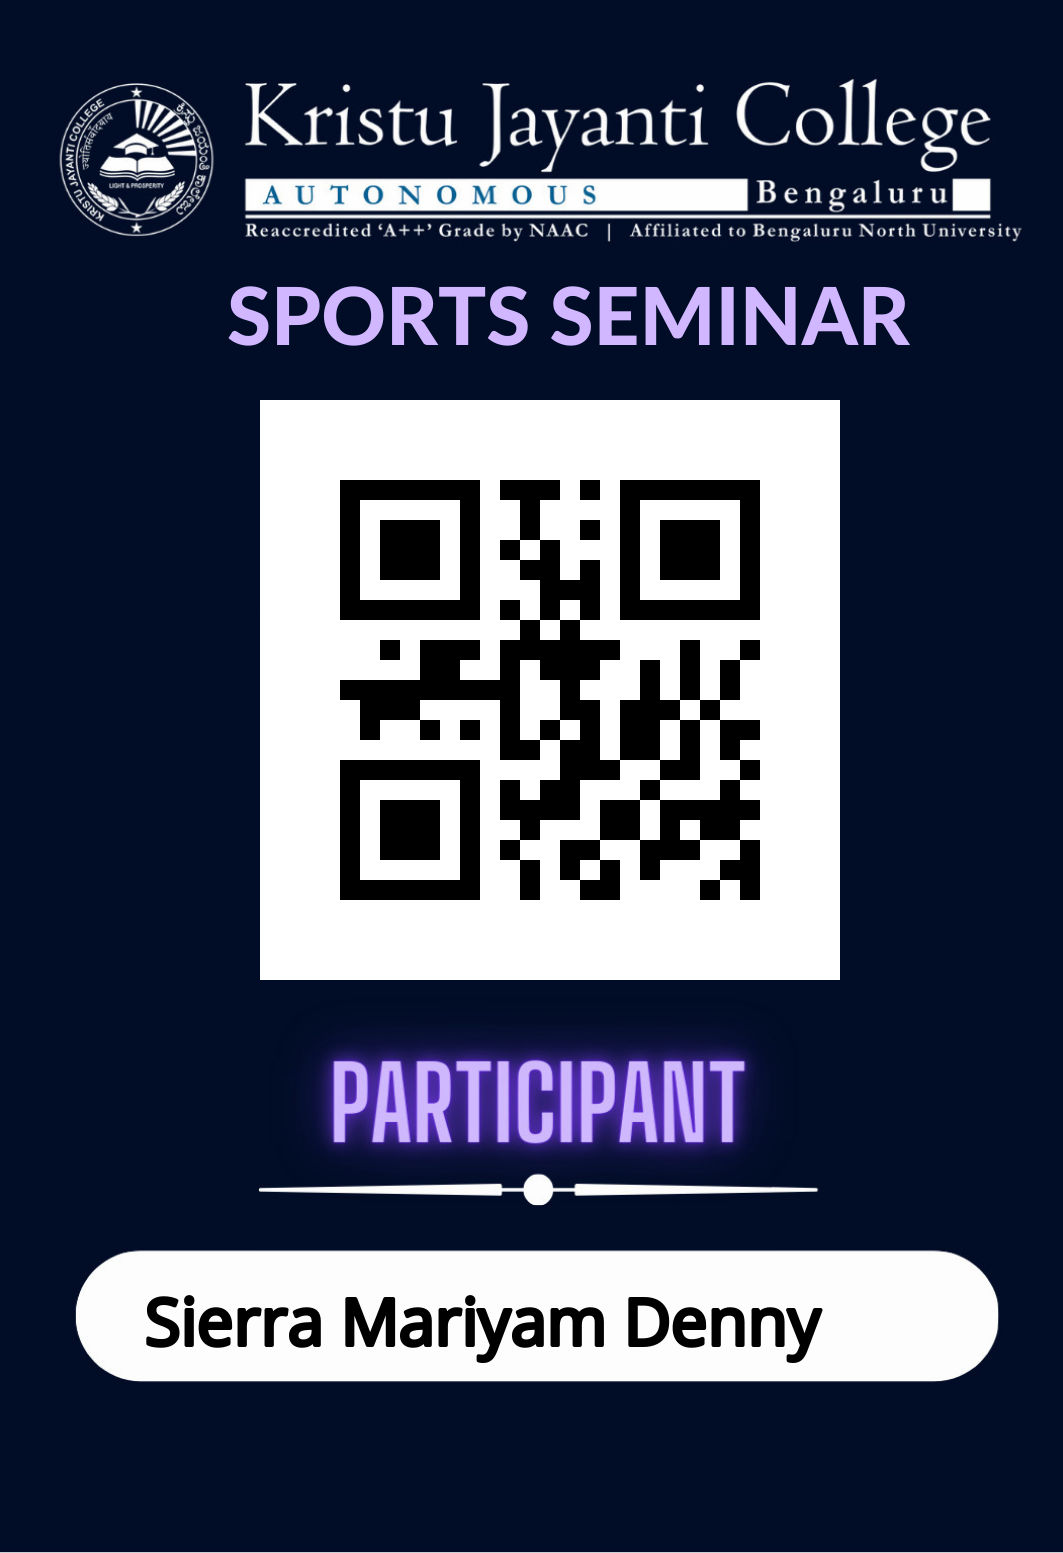 KRISTU JAYANTI COLLEGE
LIGHT & PROSPERITY
Kristu Jayanti College
AUTONOMOUS Bengaluru
Reaccredited ‘A++’ Grade by NAAC | Affiliated to Bengaluru North University
SPORTS SEMINAR
PARTICIPANT
Sierra Mariyam Denny